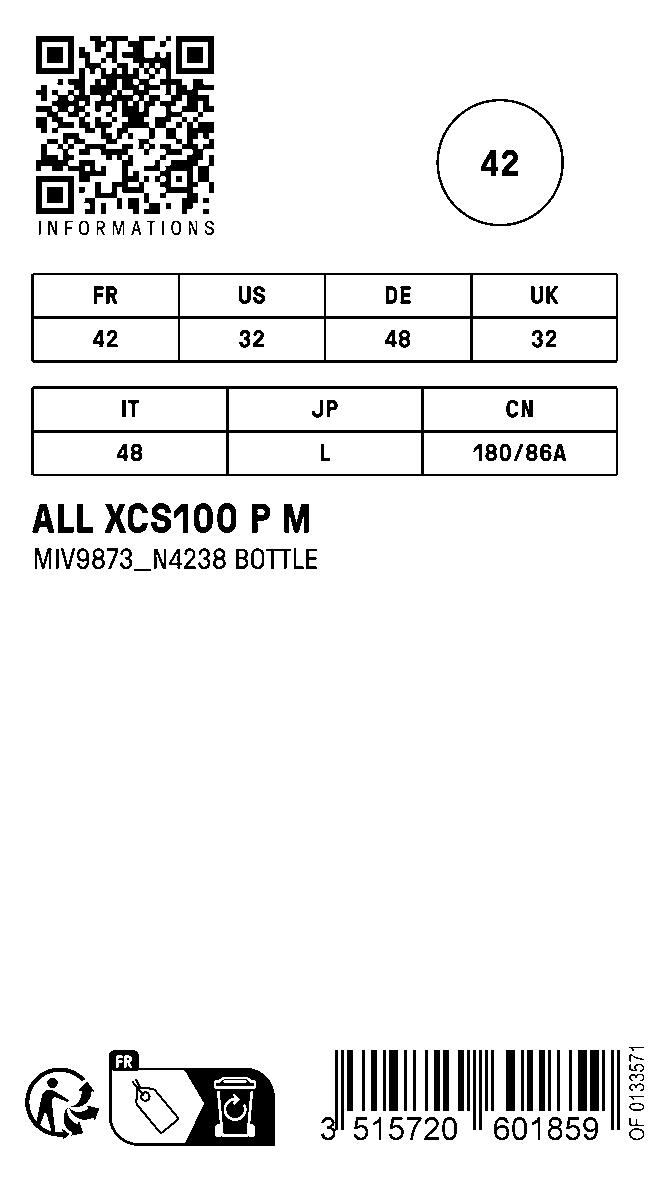 INFORMATIONS
42
FR US DE UK
42 32 48 32
IT JP CN
48 L 180/86A
ALL XCS100 P M
MIV9873_N4238 BOTTLE
FR
3 515720 601859
OF 0133571